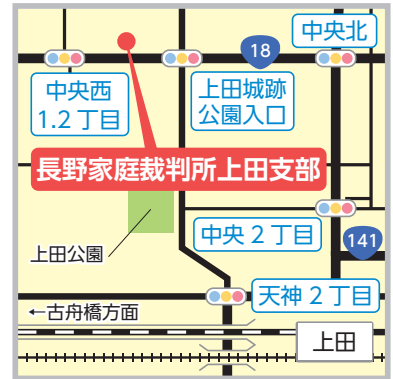 18
中央北
中央西
1.2丁目
上田城跡
公園入口
長野家庭裁判所上田支部
中央2丁目
141
上田公園
天神2丁目
←古舟橋方面
上田